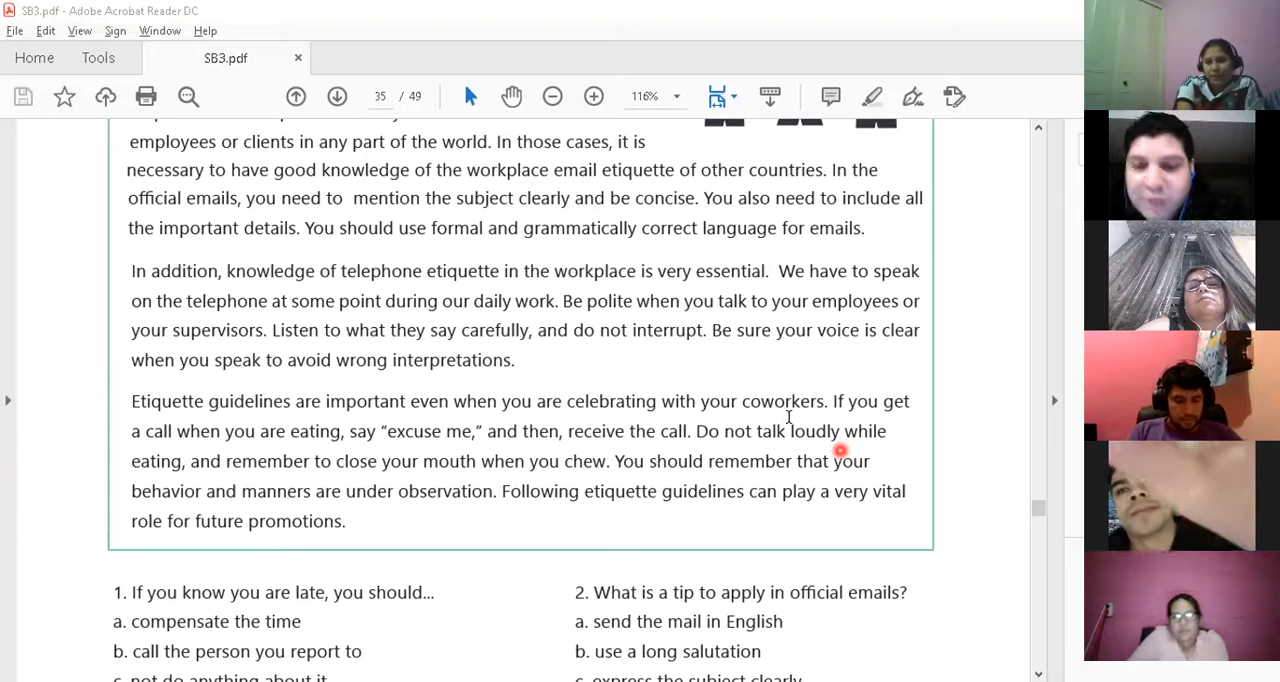 SB3.pdf - Adobe Acrobat Reader DC
File Edit View Sign Window Help
Home Tools SB3.pdf ×
35 / 49 116%
employees or clients in any part of the world. In those cases, it is
necessary to have good knowledge of the workplace email etiquette of other countries. In the
official emails, you need to mention the subject clearly and be concise. You also need to include all
the important details. You should use formal and grammatically correct language for emails.
In addition, knowledge of telephone etiquette in the workplace is very essential. We have to speak
on the telephone at some point during our daily work. Be polite when you talk to your employees or
your supervisors. Listen to what they say carefully, and do not interrupt. Be sure your voice is clear
when you speak to avoid wrong interpretations.
Etiquette guidelines are important even when you are celebrating with your coworkers. If you get
a call when you are eating, say “excuse me,” and then, receive the call. Do not talk loudly while
eating, and remember to close your mouth when you chew. You should remember that your
behavior and manners are under observation. Following etiquette guidelines can play a very vital
role for future promotions.
1. If you know you are late, you should...
a. compensate the time
b. call the person you report to
c. not do anything about it
2. What is a tip to apply in official emails?
a. send the mail in English
b. use a long salutation
c. express the subject clearly